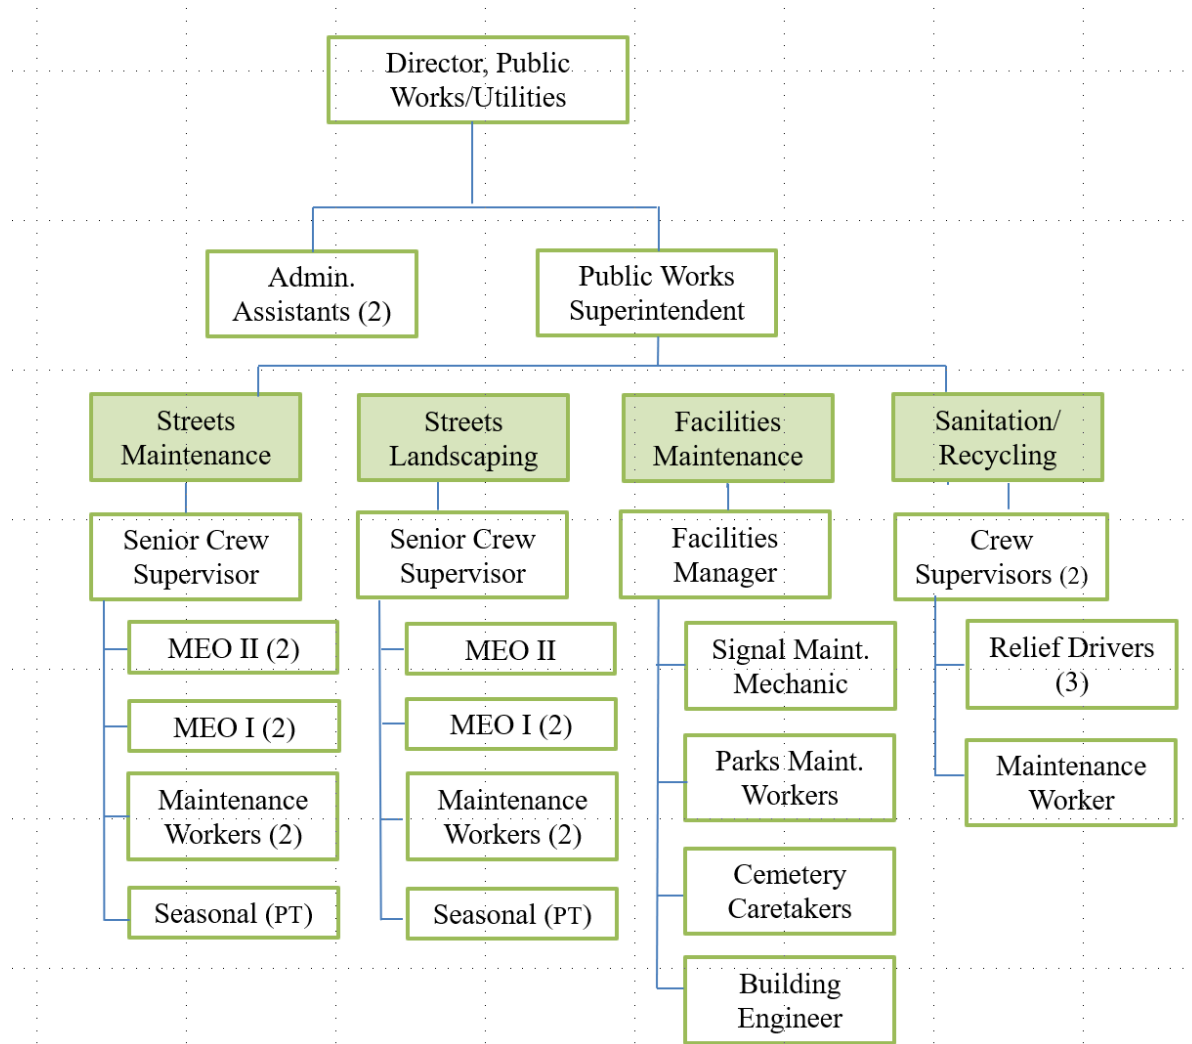 Director, Public
Works/Utilities
Admin.
Assistants (2)
Public Works
Superintendent
Streets
Maintenance
Streets
Landscaping
Facilities
Maintenance
Sanitation/
Recycling
Senior Crew
Supervisor
Senior Crew
Supervisor
Facilities
Manager
Crew
Supervisors (2)
MEO II (2)
MEO I (2)
Maintenance
Workers (2)
Seasonal (PT)
MEO II
MEO I (2)
Maintenance
Workers (2)
Seasonal (PT)
Signal Maint.
Mechanic
Parks Maint.
Workers
Cemetery
Caretakers
Building
Engineer
Relief Drivers
(3)
Maintenance
Worker